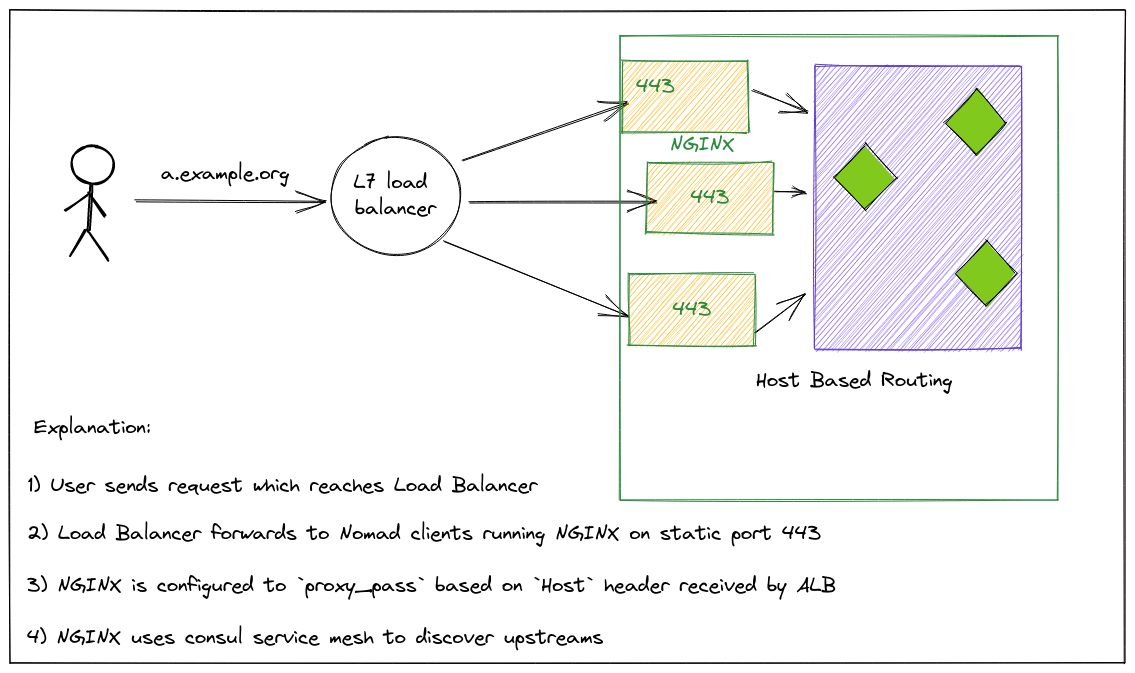 a.example.org
L7 load
balancer
443
NGINX
443
443
Host Based Routing
Explanation:
1) User sends request which reaches Load Balancer
2) Load Balancer forwards to Nomad clients running NGINX on static port 443
3) NGINX is configured to `proxy_pass` based on `Host` header received by ALB
4) NGINX uses consul service mesh to discover upstreams